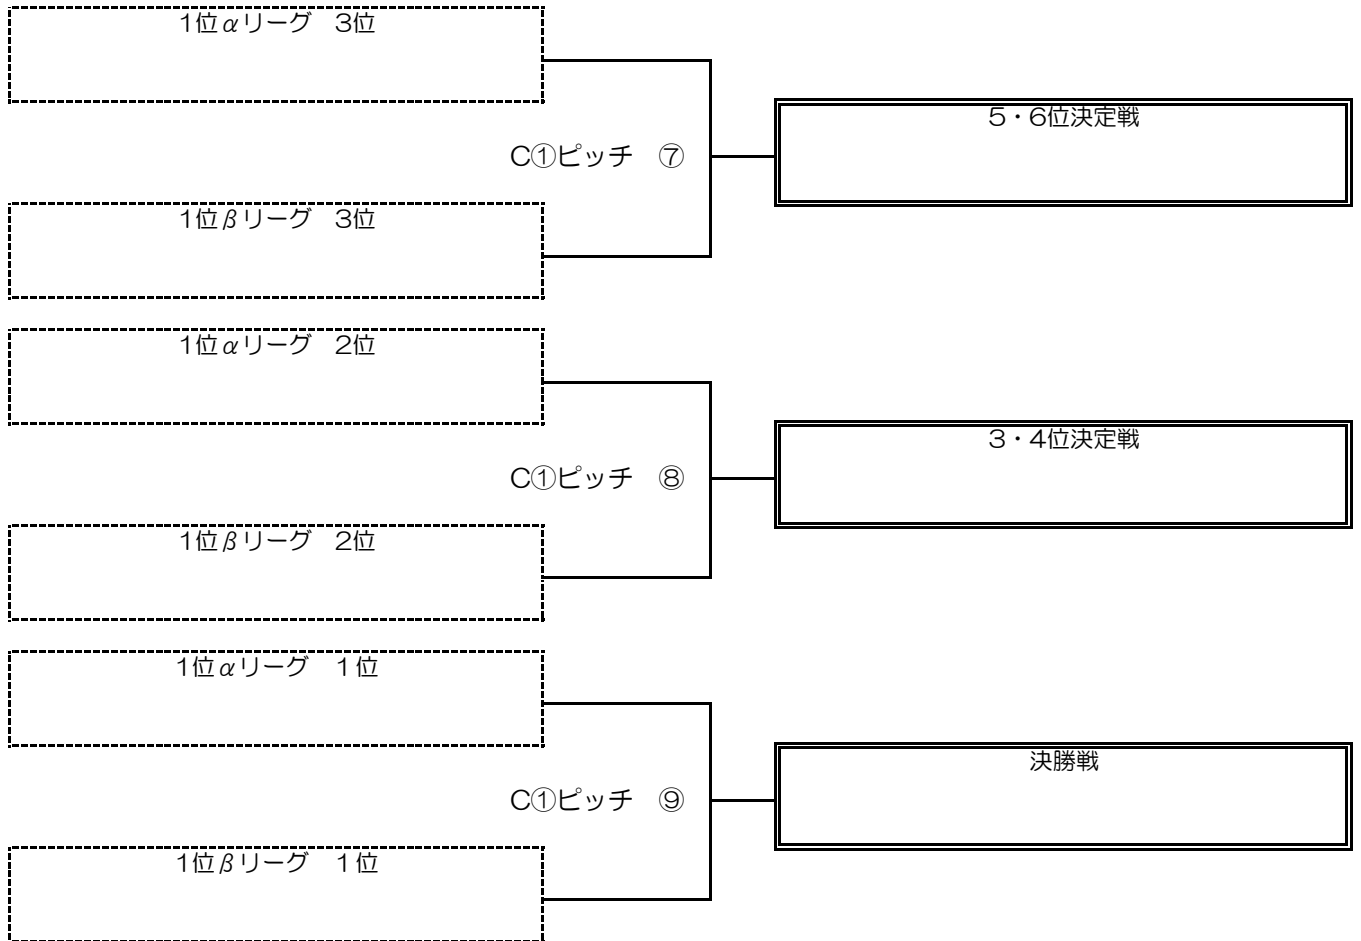 1位αリーグ　3位
5・6位決定戦
C①ピッチ　⑦
1位βリーグ　3位
1位αリーグ　2位
3・4位決定戦
C①ピッチ　⑧
1位βリーグ　2位
1位αリーグ　１位
決勝戦
C①ピッチ　⑨
1位βリーグ　１位